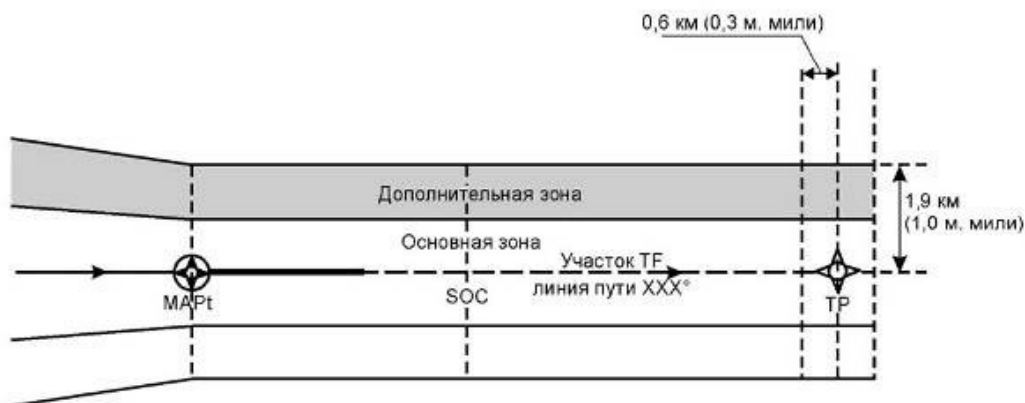 0,6 км (0,3 м. мили)
Дополнительная зона
1,9 км
(1,0 м. мили)
Основная зона
Участок TF
линия пути XXX°
MAPt
SOC
TP